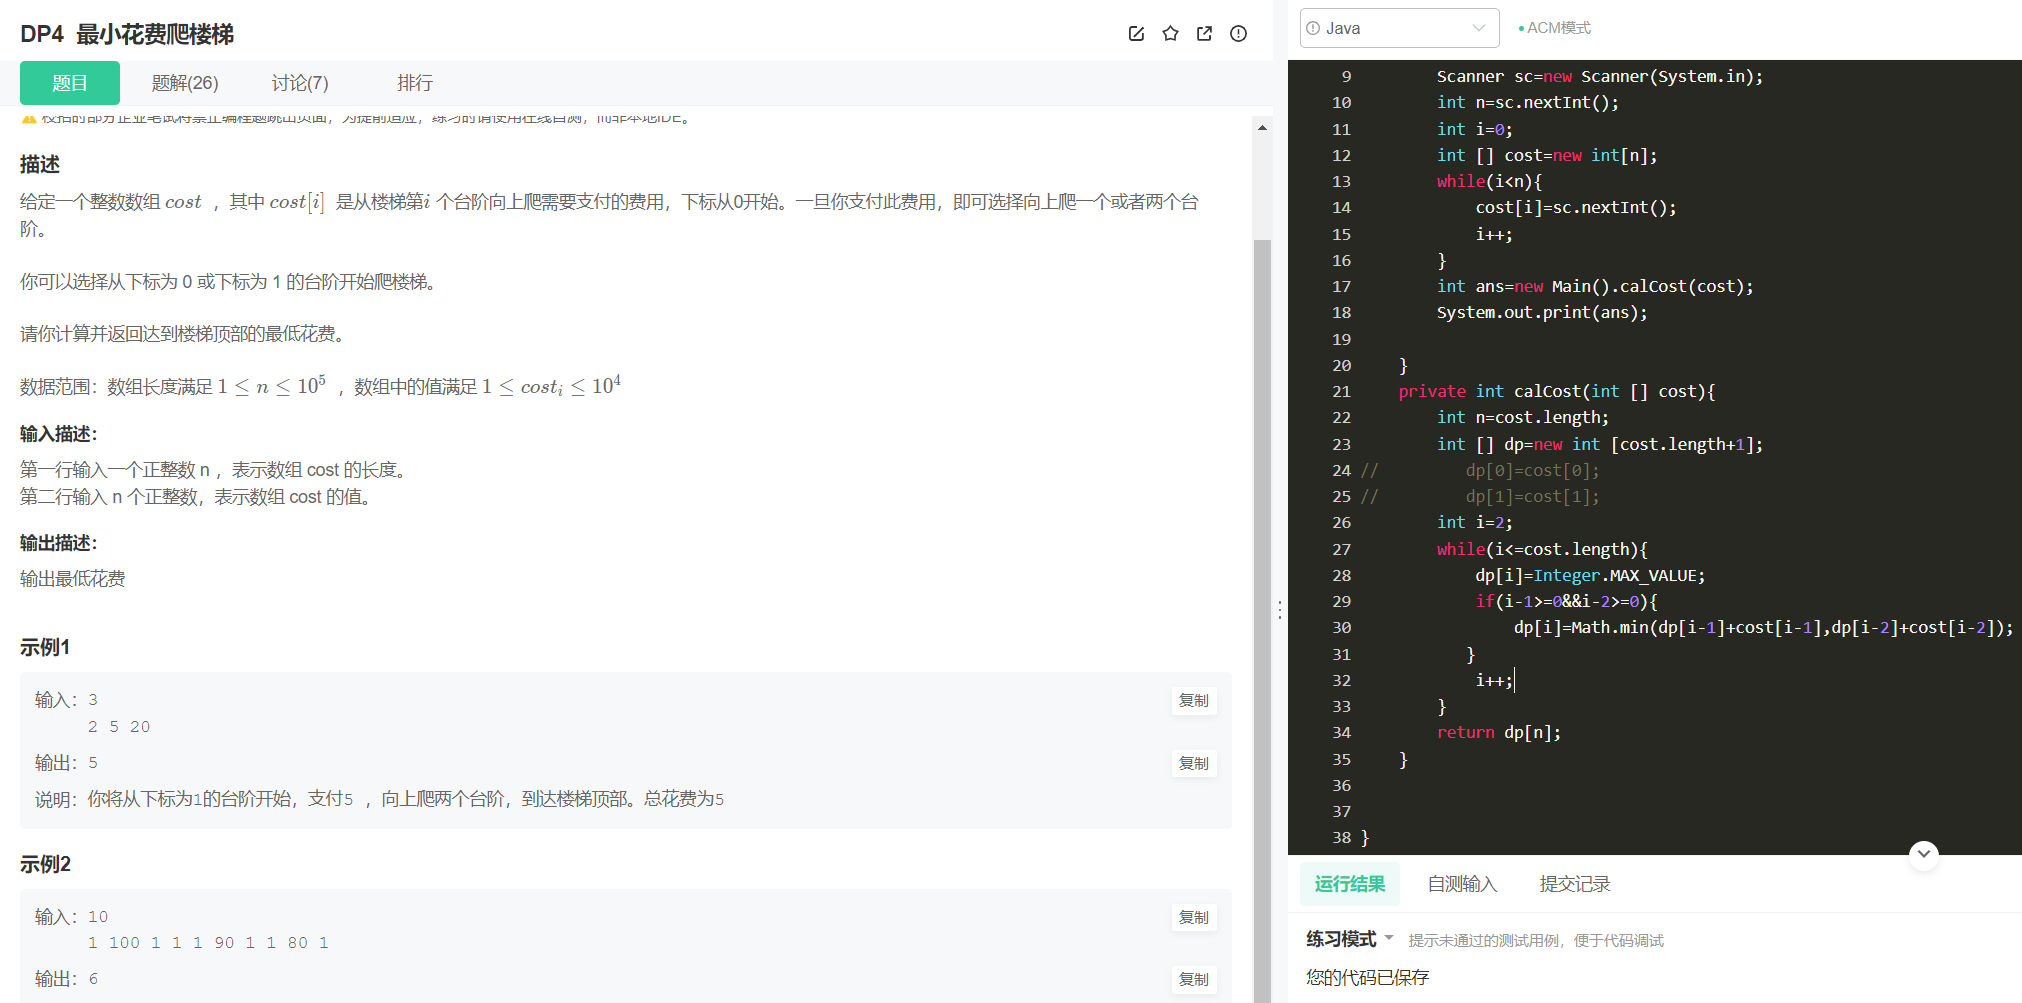 DP4 最小花费爬楼梯
题目 题解(26) 讨论(7) 排行
描述
给定一个整数数组 cost ，其中 cost[i] 是从楼梯第i 个台阶向上爬需要支付的费用，下标从0开始。一旦你支付此费用，即可选择向上爬一个或者两个台
阶。
你可以选择从下标为 0 或下标为 1 的台阶开始爬楼梯。
请你计算并返回达到楼梯顶部的最低花费。
数据范围：数组长度满足 1 ≤ n ≤ 10^5 ，数组中的值满足 1 ≤ cost_i ≤ 10^4
输入描述：
第一行输入一个正整数 n ，表示数组 cost 的长度。
第二行输入 n 个正整数，表示数组 cost 的值。
输出描述：
输出最低花费
示例1
输入：3 复制
2 5 20
输出：5 复制
说明：你将从下标为1的台阶开始，支付5 ，向上爬两个台阶，到达楼梯顶部。总花费为5
示例2
输入：10 复制
1 100 1 1 1 90 1 1 80 1
输出：6 复制
Java ACM模式
9 Scanner sc=new Scanner(System.in);
10 int n=sc.nextInt();
11 int i=0;
12 int [] cost=new int[n];
13 while(i<n){
14 cost[i]=sc.nextInt();
15 i++;
16 }
17 int ans=new Main().calCost(cost);
18 System.out.print(ans);
19
20 }
21 private int calCost(int [] cost){
22 int n=cost.length;
23 int [] dp=new int [cost.length+1];
24 // dp[0]=cost[0];
25 // dp[1]=cost[1];
26 int i=2;
27 while(i<=cost.length){
28 dp[i]=Integer.MAX_VALUE;
29 if(i-1>=0&&i-2>=0){
30 dp[i]=Math.min(dp[i-1]+cost[i-1],dp[i-2]+cost[i-2]);
31 }
32 i++;
33 }
34 return dp[n];
35 }
36
37
38 }
运行结果 自测输入 提交记录
练习模式 提示未通过的测试用例，便于代码调试
您的代码已保存